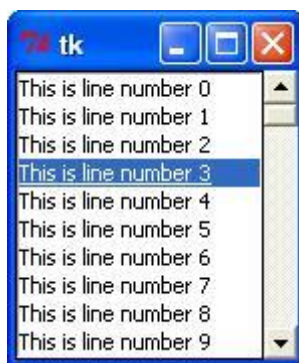 tk
This is line number 0
This is line number 1
This is line number 2
This is line number 3
This is line number 4
This is line number 5
This is line number 6
This is line number 7
This is line number 8
This is line number 9